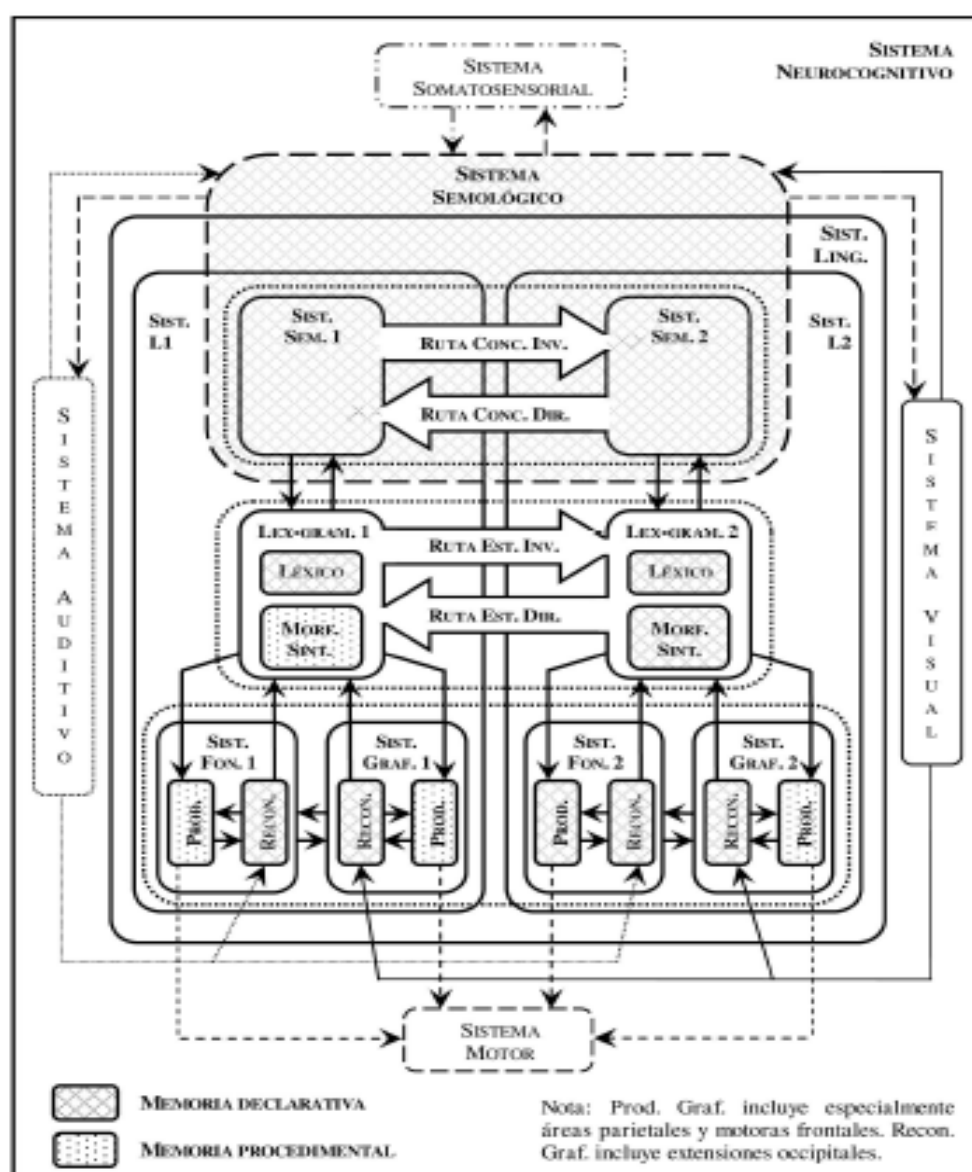 SISTEMA
NEUROCOGNITIVO
SISTEMA
SOMATOSENSORIAL
SISTEMA
SEMOLÓGICO
SIST.
LING.
SIST.
L1
SIST.
SEM. 1
SIST.
SEM. 2
SIST.
L2
RUTA CONC. INV.
RUTA CONC. DIR.
SISTEMA AUDITIVO
SISTEMA VISUAL
LEX-GRAM. 1
LEX-GRAM. 2
RUTA EST. INV.
LÉXICO
LÉXICO
RUTA EST. DIR.
MORF.
SINT.
MORF.
SINT.
SIST.
FON. 1
SIST.
GRAF. 1
SIST.
FON. 2
SIST.
GRAF. 2
PROD.
RECON.
RECON.
PROD.
PROD.
RECON.
RECON.
PROD.
SISTEMA
MOTOR
MEMORIA DECLARATIVA
MEMORIA PROCEDIMENTAL
Nota: Prod. Graf. incluye especialmente
áreas parietales y motoras frontales. Recon.
Graf. incluye extensiones occipitales.